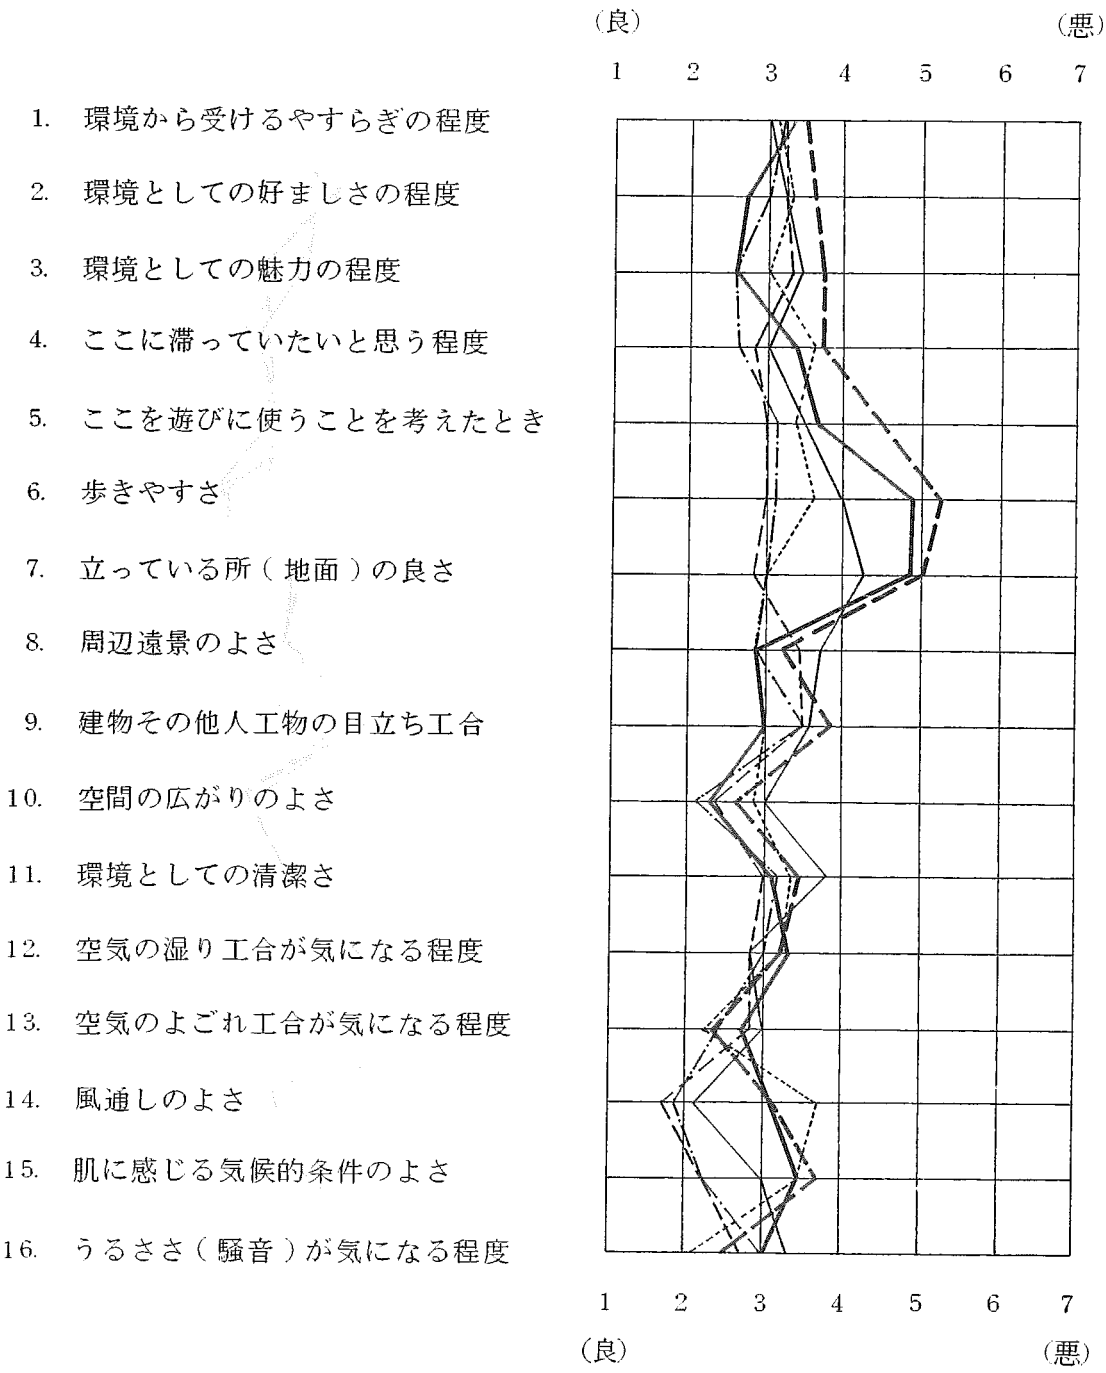 (良) (悪)
1 2 3 4 5 6 7
1. 環境から受けるやすらぎの程度
2. 環境としての好ましさの程度
3. 環境としての魅力の程度
4. ここに滞っていたいと思う程度
5. ここを遊びに使うことを考えたとき
6. 歩きやすさ
7. 立っている所(地面)の良さ
8. 周辺遠景のよさ
9. 建物その他人工物の目立ち工合
10. 空間の広がりのよさ
11. 環境としての清潔さ
12. 空気の湿り工合が気になる程度
13. 空気のよごれ工合が気になる程度
14. 風通しのよさ
15. 肌に感じる気候的条件のよさ
16. うるささ(騒音)が気になる程度
1 2 3 4 5 6 7
(良) (悪)